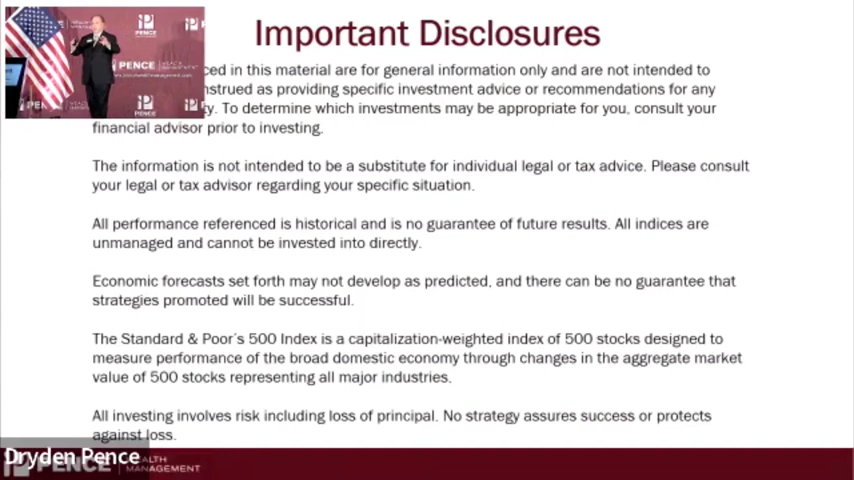 Important Disclosures
PENCE
PENCE
PENCE
PENCE
ced in this material are for general information only and are not intended to
nstrued as providing specific investment advice or recommendations for any
ty. To determine which investments may be appropriate for you, consult your
financial advisor prior to investing.
The information is not intended to be a substitute for individual legal or tax advice. Please consult
your legal or tax advisor regarding your specific situation.
All performance referenced is historical and is no guarantee of future results. All indices are
unmanaged and cannot be invested into directly.
Economic forecasts set forth may not develop as predicted, and there can be no guarantee that
strategies promoted will be successful.
The Standard & Poor's 500 Index is a capitalization-weighted index of 500 stocks designed to
measure performance of the broad domestic economy through changes in the aggregate market
value of 500 stocks representing all major industries.
All investing involves risk including loss of principal. No strategy assures success or protects
against loss.
Dryden Pence
PENCE WEALTH
MANAGEMENT